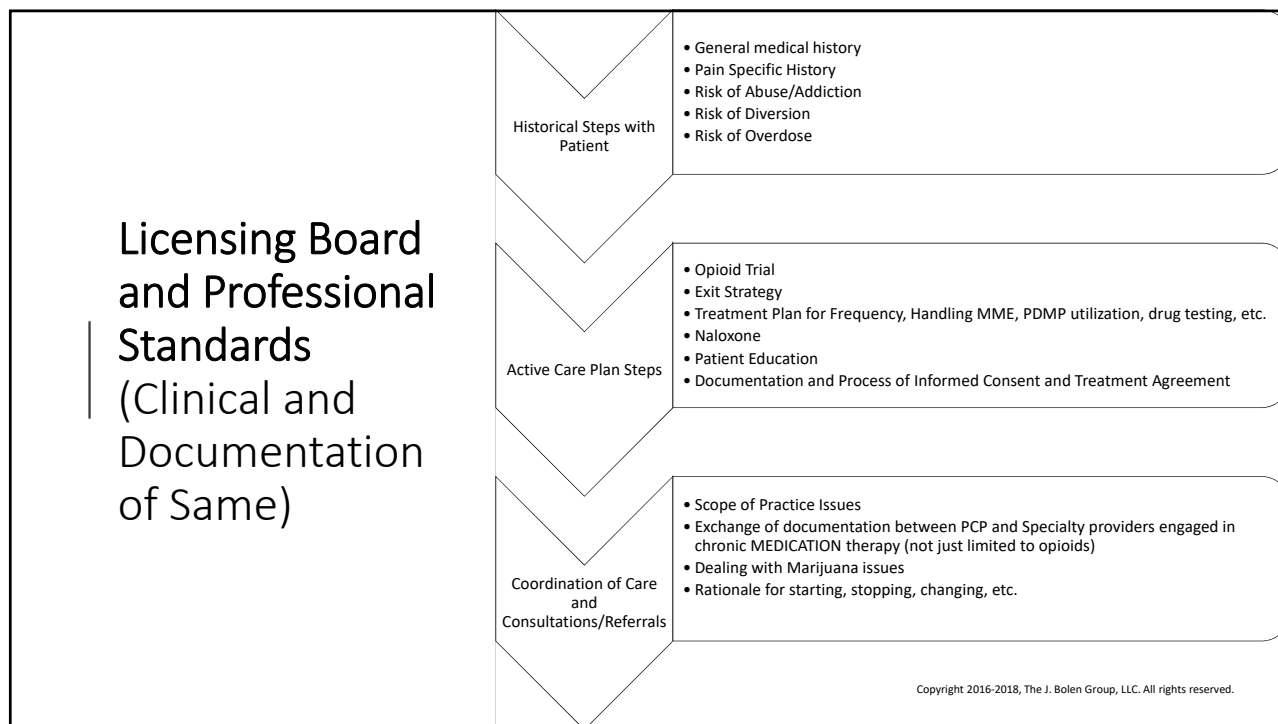 Licensing Board
and Professional
Standards
(Clinical and
Documentation
of Same)
Historical Steps with
Patient
• General medical history
• Pain Specific History
• Risk of Abuse/Addiction
• Risk of Diversion
• Risk of Overdose
Active Care Plan Steps
• Opioid Trial
• Exit Strategy
• Treatment Plan for Frequency, Handling MME, PDMP utilization, drug testing, etc.
• Naloxone
• Patient Education
• Documentation and Process of Informed Consent and Treatment Agreement
Coordination of Care
and
Consultations/Referrals
• Scope of Practice Issues
• Exchange of documentation between PCP and Specialty providers engaged in
chronic MEDICATION therapy (not just limited to opioids)
• Dealing with Marijuana issues
• Rationale for starting, stopping, changing, etc.
Copyright 2016-2018, The J. Bolen Group, LLC. All rights reserved.